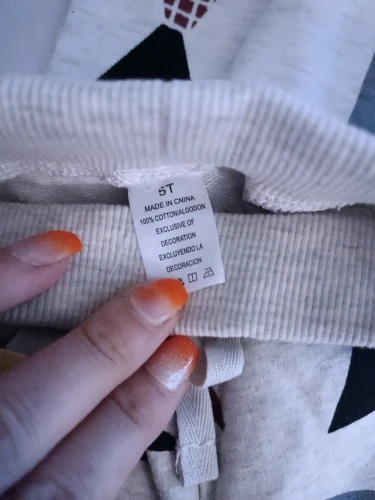 5T
MADE IN CHINA
100% COTTON/ALGODON
EXCLUSIVE OF
DECORATION
EXCLUYENDO LA
DECORACION